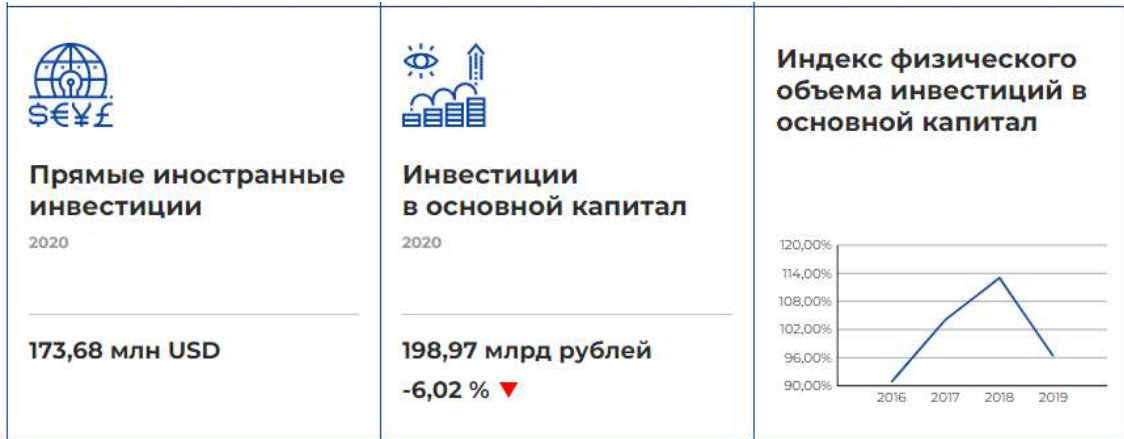 $€¥£
Прямые иностранные
инвестиции
2020
173,68 млн USD
Инвестиции
в основной капитал
2020
198,97 млрд рублей
-6,02 %
Индекс физического
объема инвестиций в
основной капитал
120,00%
114,00%
108,00%
102,00%
96,00%
90,00%
2016 2017 2018 2019